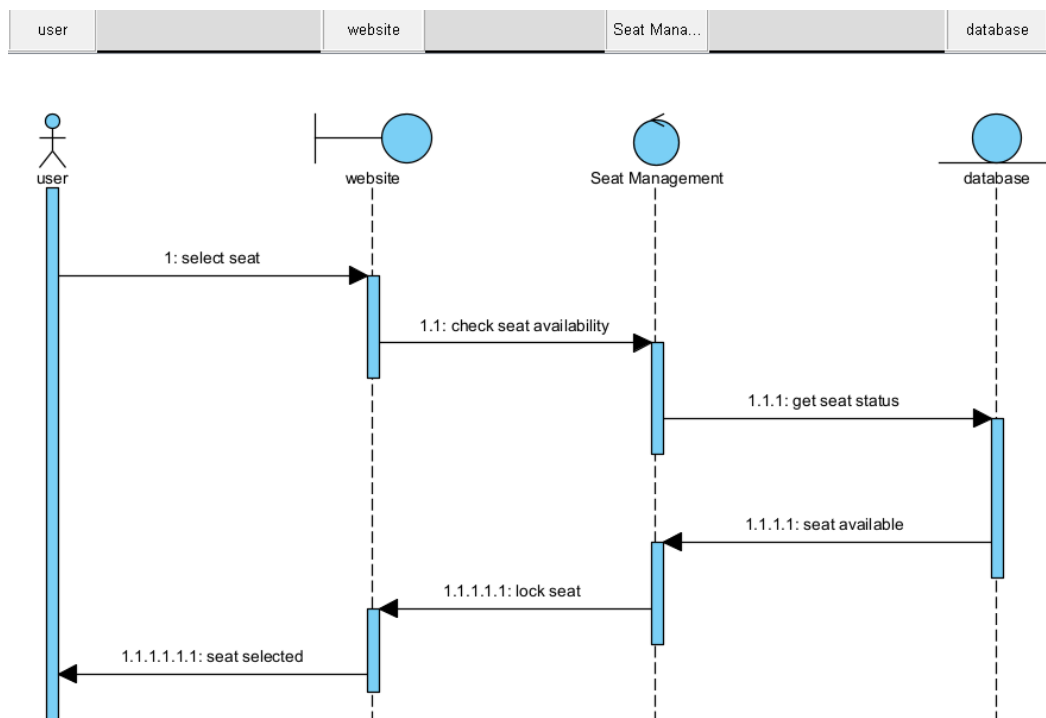 user
website
Seat Mana...
database
user
website
Seat Management
database
1: select seat
1.1: check seat availability
1.1.1: get seat status
1.1.1.1: seat available
1.1.1.1.1: lock seat
1.1.1.1.1.1: seat selected